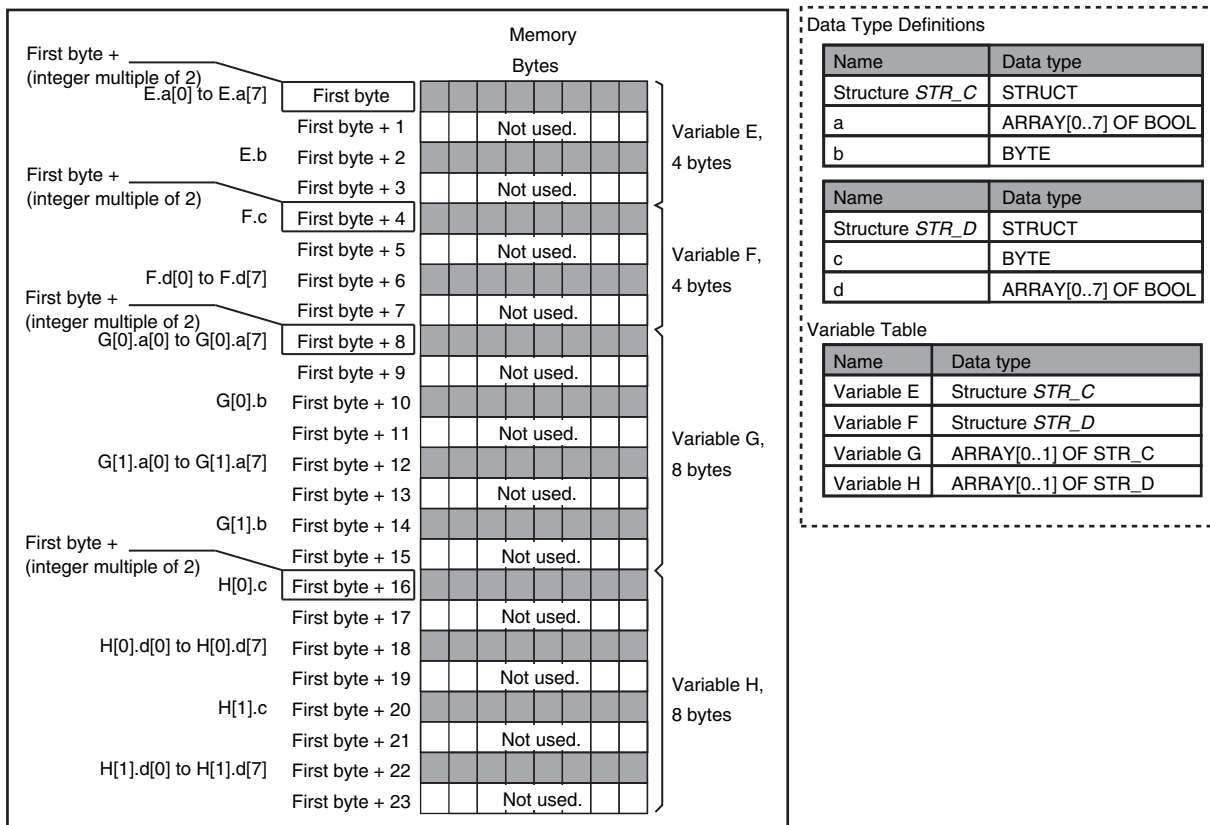 Memory
Bytes
First byte +
(integer multiple of 2)
E.a[0] to E.a[7] First byte
First byte + 1 Not used.
E.b First byte + 2
First byte +
(integer multiple of 2)
First byte + 3 Not used.
Variable E,
4 bytes
F.c First byte + 4
First byte + 5 Not used.
F.d[0] to F.d[7] First byte + 6
First byte +
(integer multiple of 2)
First byte + 7 Not used.
Variable F,
4 bytes
G[0].a[0] to G[0].a[7] First byte + 8
First byte + 9 Not used.
G[0].b First byte + 10
First byte + 11 Not used.
G[1].a[0] to G[1].a[7] First byte + 12
First byte + 13 Not used.
G[1].b First byte + 14
First byte +
(integer multiple of 2)
First byte + 15 Not used.
Variable G,
8 bytes
H[0].c First byte + 16
First byte + 17 Not used.
H[0].d[0] to H[0].d[7] First byte + 18
First byte + 19 Not used.
H[1].c First byte + 20
First byte + 21 Not used.
H[1].d[0] to H[1].d[7] First byte + 22
First byte + 23 Not used.
Variable H,
8 bytes
Data Type Definitions
Name Data type
Structure STR_C STRUCT
a ARRAY[0..7] OF BOOL
b BYTE
Name Data type
Structure STR_D STRUCT
c BYTE
d ARRAY[0..7] OF BOOL
Variable Table
Name Data type
Variable E Structure STR_C
Variable F Structure STR_D
Variable G ARRAY[0..1] OF STR_C
Variable H ARRAY[0..1] OF STR_D